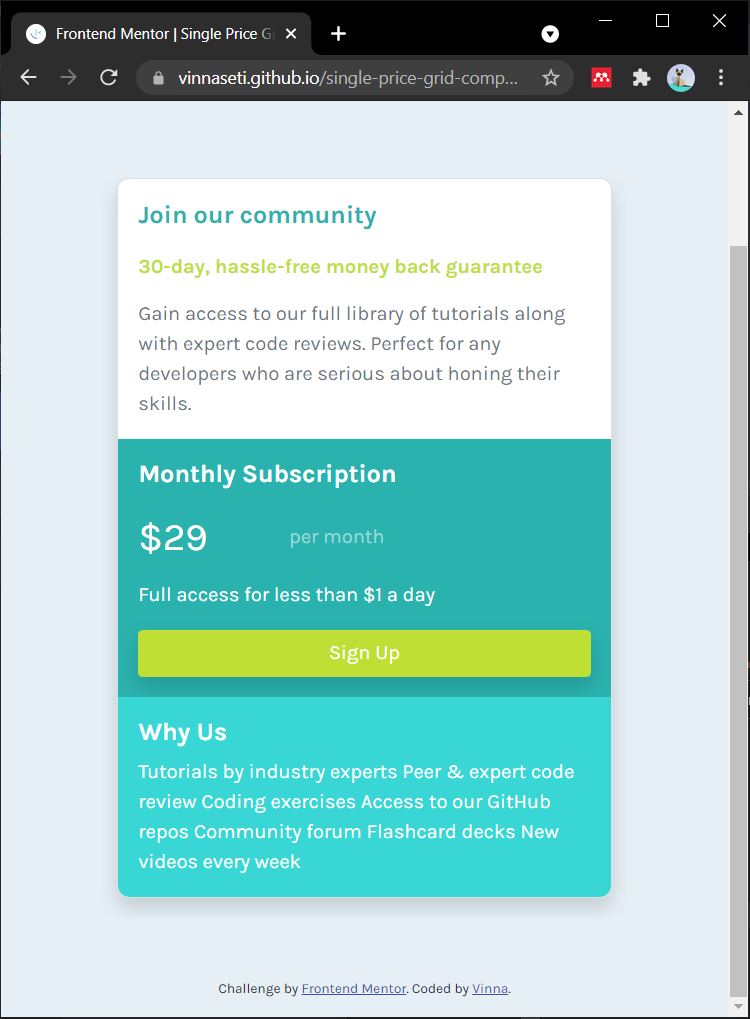 Frontend Mentor | Single Price G
vinnaseti.github.io/single-price-grid-comp...
Join our community
30-day, hassle-free money back guarantee
Gain access to our full library of tutorials along
with expert code reviews. Perfect for any
developers who are serious about honing their
skills.
Monthly Subscription
$29 per month
Full access for less than $1 a day
Sign Up
Why Us
Tutorials by industry experts Peer & expert code
review Coding exercises Access to our GitHub
repos Community forum Flashcard decks New
videos every week
Challenge by Frontend Mentor. Coded by Vinna.